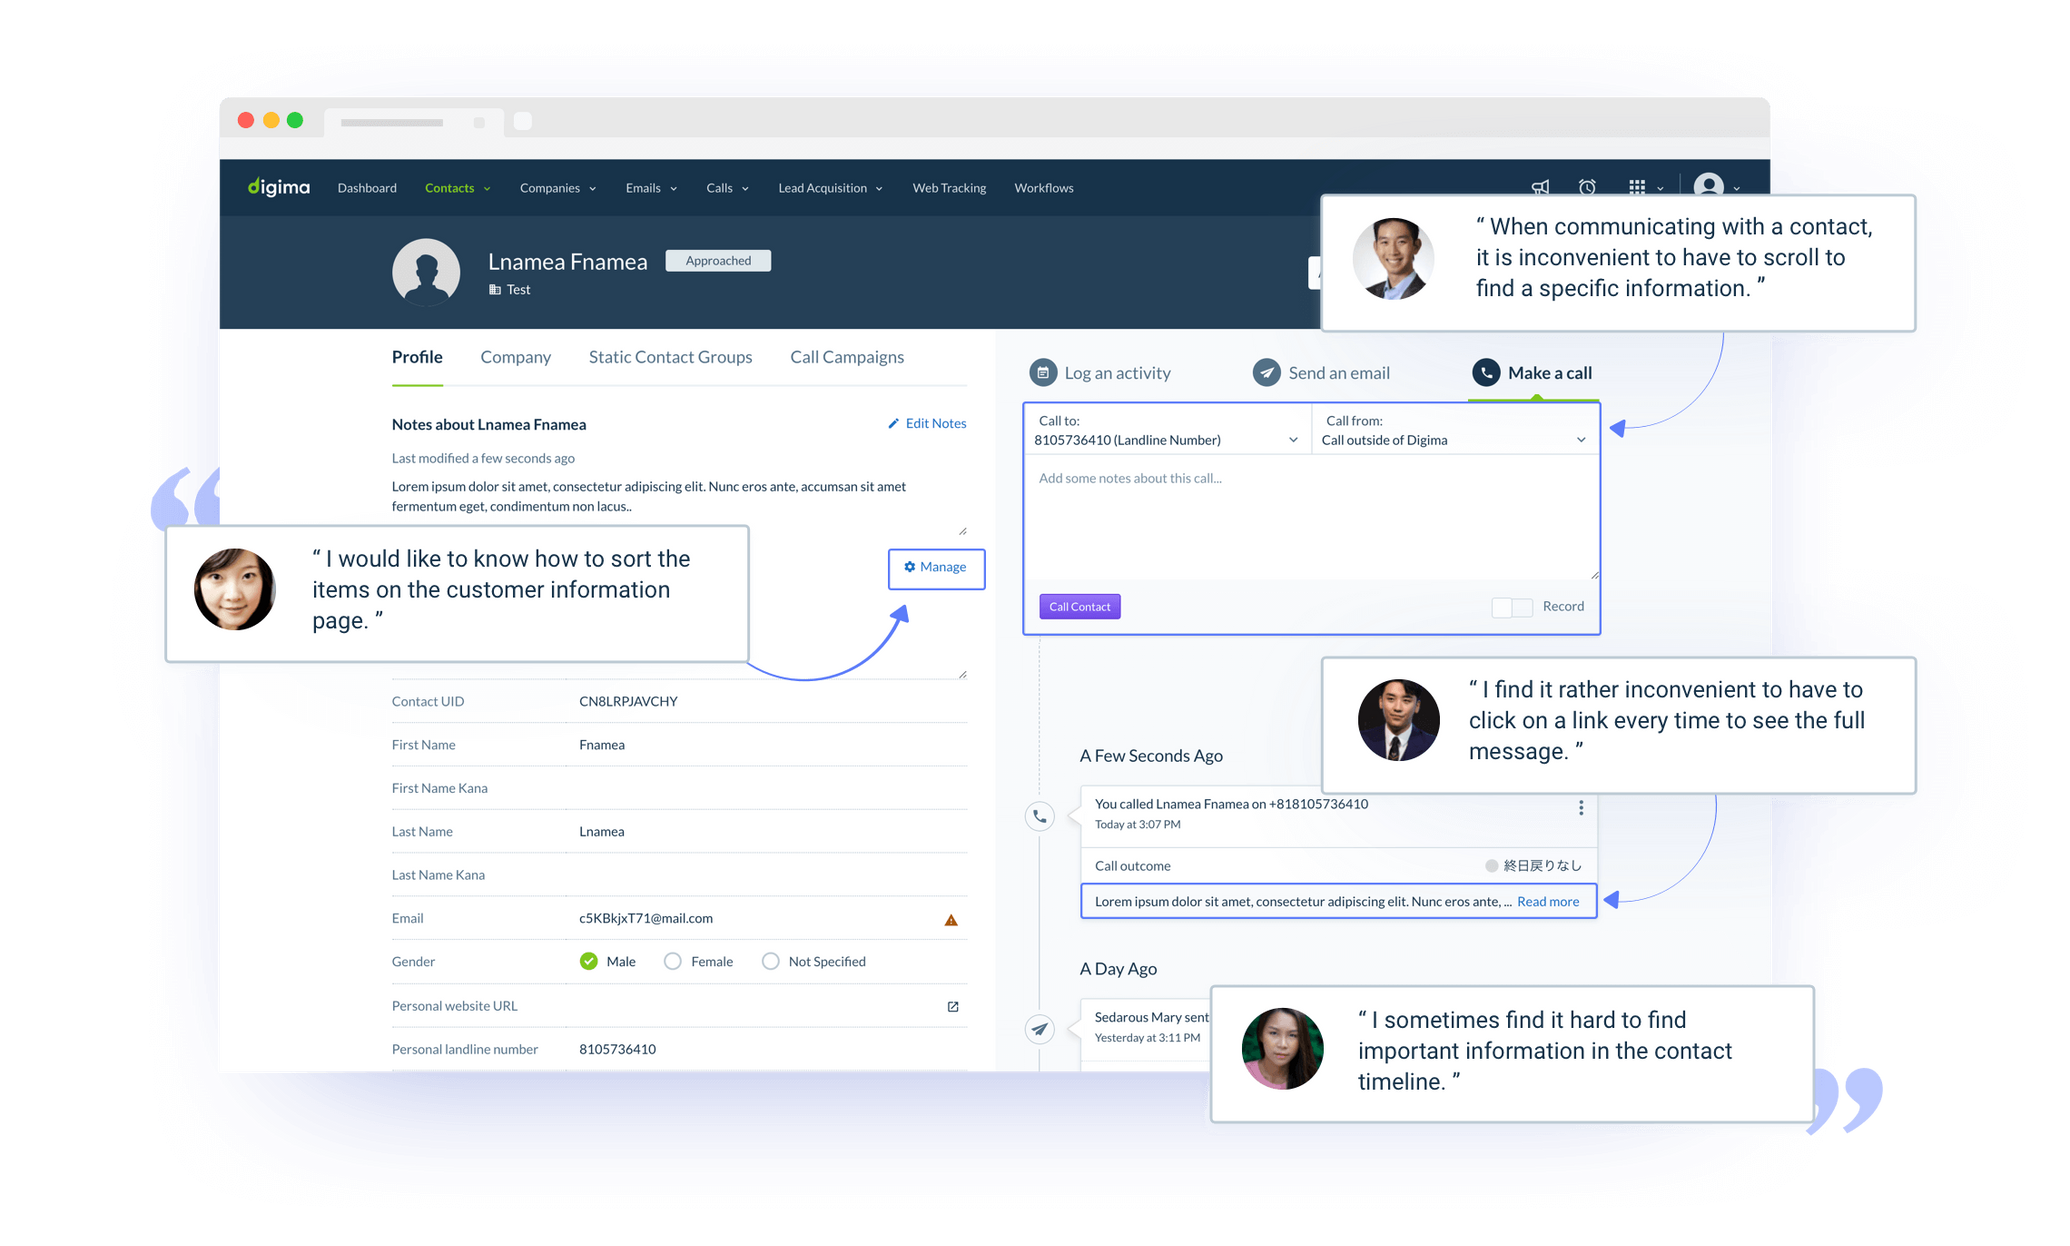 digima
Dashboard
Contacts
Companies
Emails
Calls
Lead Acquisition
Web Tracking
Workflows
Lnamea Fnamea
Approached
Test
“ When communicating with a contact,
it is inconvenient to have to scroll to
find a specific information. ”
Profile
Company
Static Contact Groups
Call Campaigns
Log an activity
Send an email
Make a call
Notes about Lnamea Fnamea
Edit Notes
Last modified a few seconds ago
Lorem ipsum dolor sit amet, consectetur adipiscing elit. Nunc eros ante, accumsan sit amet
fermentum eget, condimentum non lacus..
Call to:
8105736410 (Landline Number)
Call from:
Call outside of Digima
Add some notes about this call...
Call Contact
Record
“ I would like to know how to sort the
items on the customer information
page. ”
Manage
Contact UID
CN8LRPJAVCHY
First Name
Fnamea
First Name Kana
Last Name
Lnamea
Last Name Kana
Email
c5KBkjxT71@mail.com
Gender
Male
Female
Not Specified
Personal website URL
Personal landline number
8105736410
“ I find it rather inconvenient to have to
click on a link every time to see the full
message. ”
A Few Seconds Ago
You called Lnamea Fnamea on +818105736410
Today at 3:07 PM
Call outcome
終日戻りなし
Lorem ipsum dolor sit amet, consectetur adipiscing elit. Nunc eros ante, ... Read more
A Day Ago
Sedarous Mary sent
Yesterday at 3:11 PM
“ I sometimes find it hard to find
important information in the contact
timeline. ”